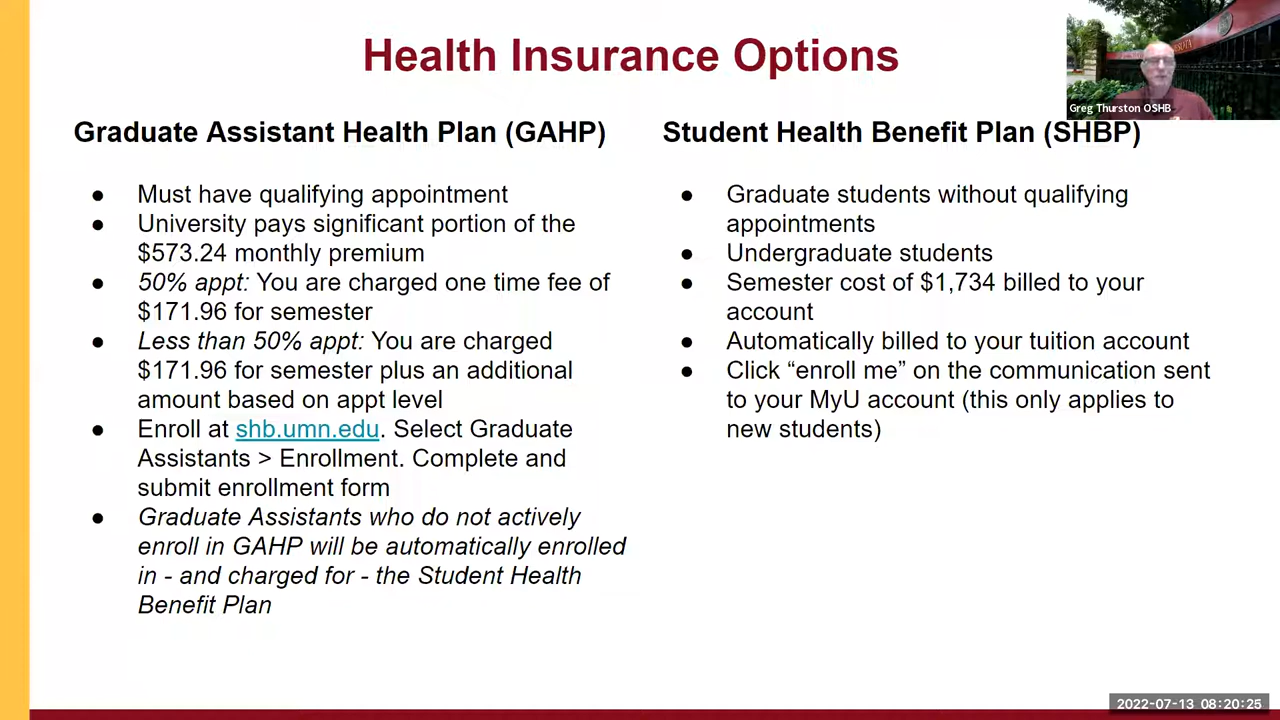 Health Insurance Options
Greg Thurston OSHB
Graduate Assistant Health Plan (GAHP)
● Must have qualifying appointment
● University pays significant portion of the
$573.24 monthly premium
● 50% appt: You are charged one time fee of
$171.96 for semester
● Less than 50% appt: You are charged
$171.96 for semester plus an additional
amount based on appt level
● Enroll at shb.umn.edu. Select Graduate
Assistants > Enrollment. Complete and
submit enrollment form
● Graduate Assistants who do not actively
enroll in GAHP will be automatically enrolled
in - and charged for - the Student Health
Benefit Plan
Student Health Benefit Plan (SHBP)
● Graduate students without qualifying
appointments
● Undergraduate students
● Semester cost of $1,734 billed to your
account
● Automatically billed to your tuition account
● Click “enroll me” on the communication sent
to your MyU account (this only applies to
new students)
2022-07-13 08:20:25